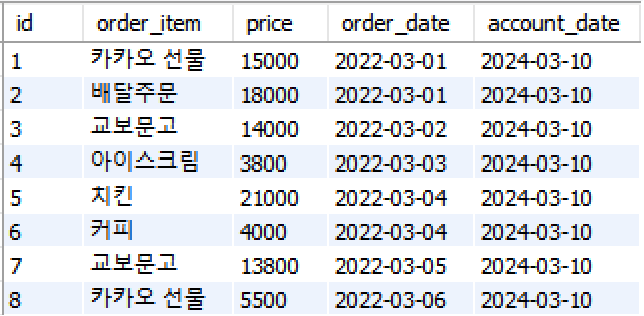 id order_item price order_date account_date
1 카카오 선물 15000 2022-03-01 2024-03-10
2 배달주문 18000 2022-03-01 2024-03-10
3 교보문고 14000 2022-03-02 2024-03-10
4 아이스크림 3800 2022-03-03 2024-03-10
5 치킨 21000 2022-03-04 2024-03-10
6 커피 4000 2022-03-04 2024-03-10
7 교보문고 13800 2022-03-05 2024-03-10
8 카카오 선물 5500 2022-03-06 2024-03-10